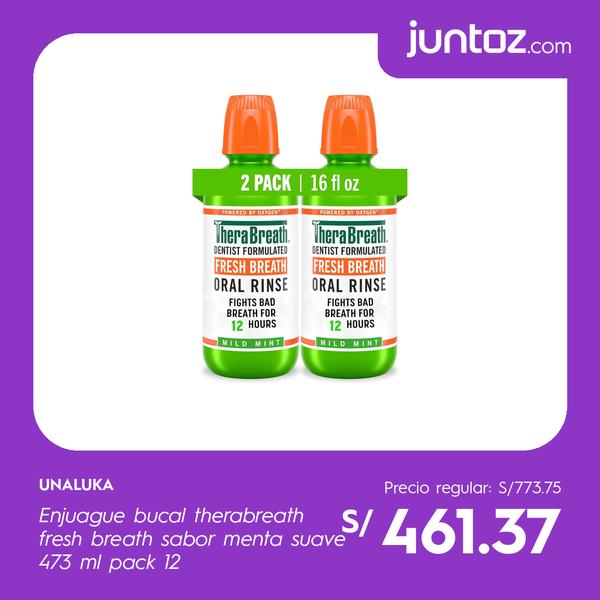 juntoz.com
2 PACK | 16 fl oz
POWERED BY OXYGEN™
TheraBreath
DENTIST FORMULATED
FRESH BREATH
ORAL RINSE
FIGHTS BAD
BREATH FOR
12 HOURS
MILD MINT
POWERED BY OXYGEN™
TheraBreath
DENTIST FORMULATED
FRESH BREATH
ORAL RINSE
FIGHTS BAD
BREATH FOR
12 HOURS
MILD MINT
UNALUKA
Enjuague bucal therabreath
fresh breath sabor menta suave
473 ml pack 12
Precio regular: S/773.75
S/ 461.37